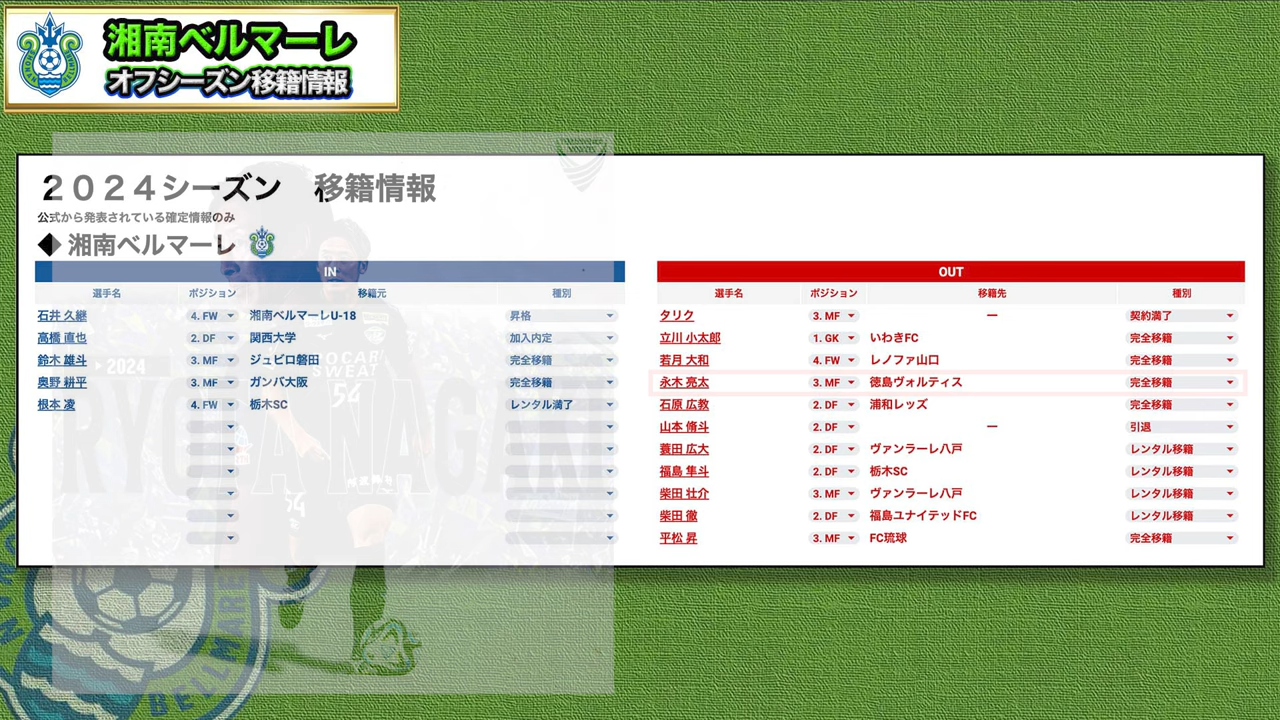 湘南ベルマーレ
オフシーズン移籍情報
２０２４シーズン　移籍情報
公式から発表されている確定情報のみ
◆ 湘南ベルマーレ
IN
選手名 ポジション 移籍元 種別
石井 久継 4. FW 湘南ベルマーレU-18 昇格
高橋 直也 2. DF 関西大学 加入内定
鈴木 雄斗 3. MF ジュビロ磐田 完全移籍
奥野 耕平 3. MF ガンバ大阪 完全移籍
根本 凌 4. FW 栃木SC レンタル満了
OUT
選手名 ポジション 移籍先 種別
タリク 3. MF ー 契約満了
立川 小太郎 1. GK いわきFC 完全移籍
若月 大和 4. FW レノファ山口 完全移籍
永木 亮太 3. MF 徳島ヴォルティス 完全移籍
石原 広教 2. DF 浦和レッズ 完全移籍
山本 脩斗 2. DF ー 引退
蓑田 広大 2. DF ヴァンラーレ八戸 レンタル移籍
福島 隼斗 2. DF 栃木SC レンタル移籍
柴田 壮介 3. MF ヴァンラーレ八戸 レンタル移籍
柴田 徹 2. DF 福島ユナイテッドFC レンタル移籍
平松 昇 3. MF FC琉球 完全移籍
2024
RYOTA NAGAKI
OCAR
SWEAT
54
54
BELLMARE